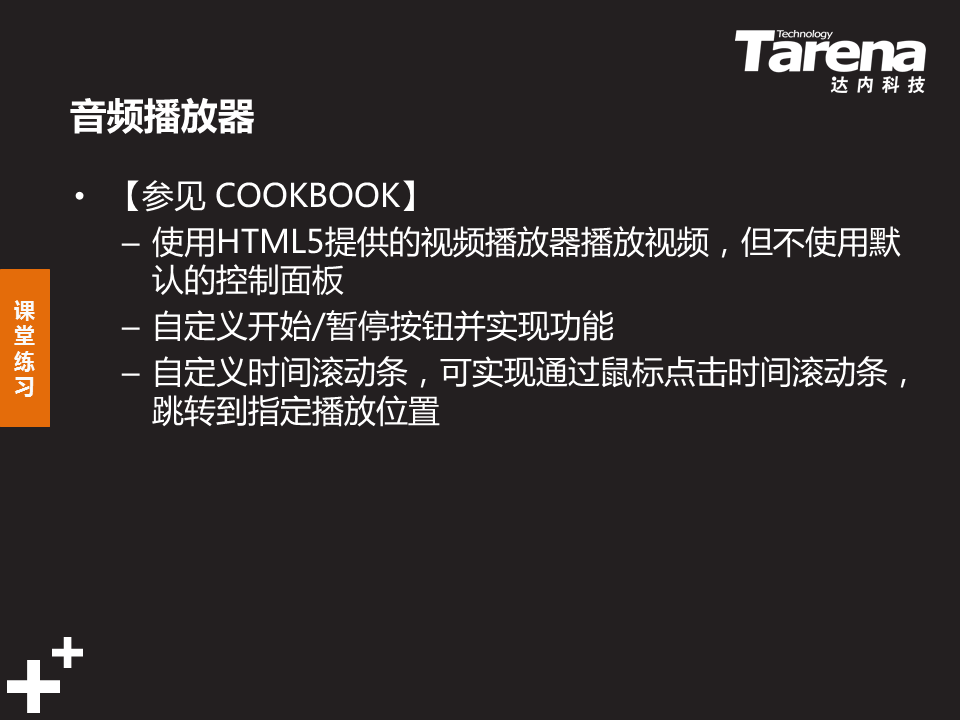 Technology
Tarena
达内科技
音频播放器
• 【参见 COOKBOOK】
– 使用HTML5提供的视频播放器播放视频，但不使用默
认的控制面板
– 自定义开始/暂停按钮并实现功能
– 自定义时间滚动条，可实现通过鼠标点击时间滚动条，
跳转到指定播放位置
课
堂
练
习